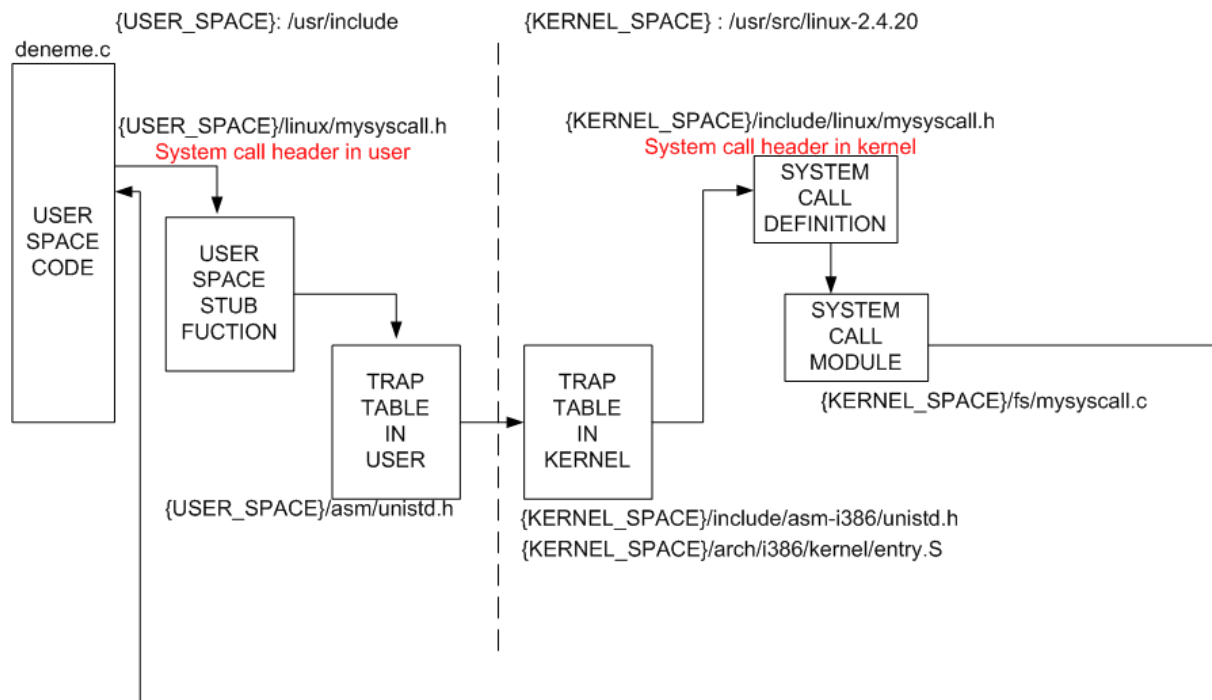 {USER_SPACE}: /usr/include
{KERNEL_SPACE} : /usr/src/linux-2.4.20
deneme.c
{USER_SPACE}/linux/mysyscall.h
System call header in user
{KERNEL_SPACE}/include/linux/mysyscall.h
System call header in kernel
USER
SPACE
CODE
USER
SPACE
STUB
FUCTION
TRAP
TABLE
IN
USER
{USER_SPACE}/asm/unistd.h
TRAP
TABLE
IN
KERNEL
{KERNEL_SPACE}/include/asm-i386/unistd.h
{KERNEL_SPACE}/arch/i386/kernel/entry.S
SYSTEM
CALL
DEFINITION
SYSTEM
CALL
MODULE
{KERNEL_SPACE}/fs/mysyscall.c